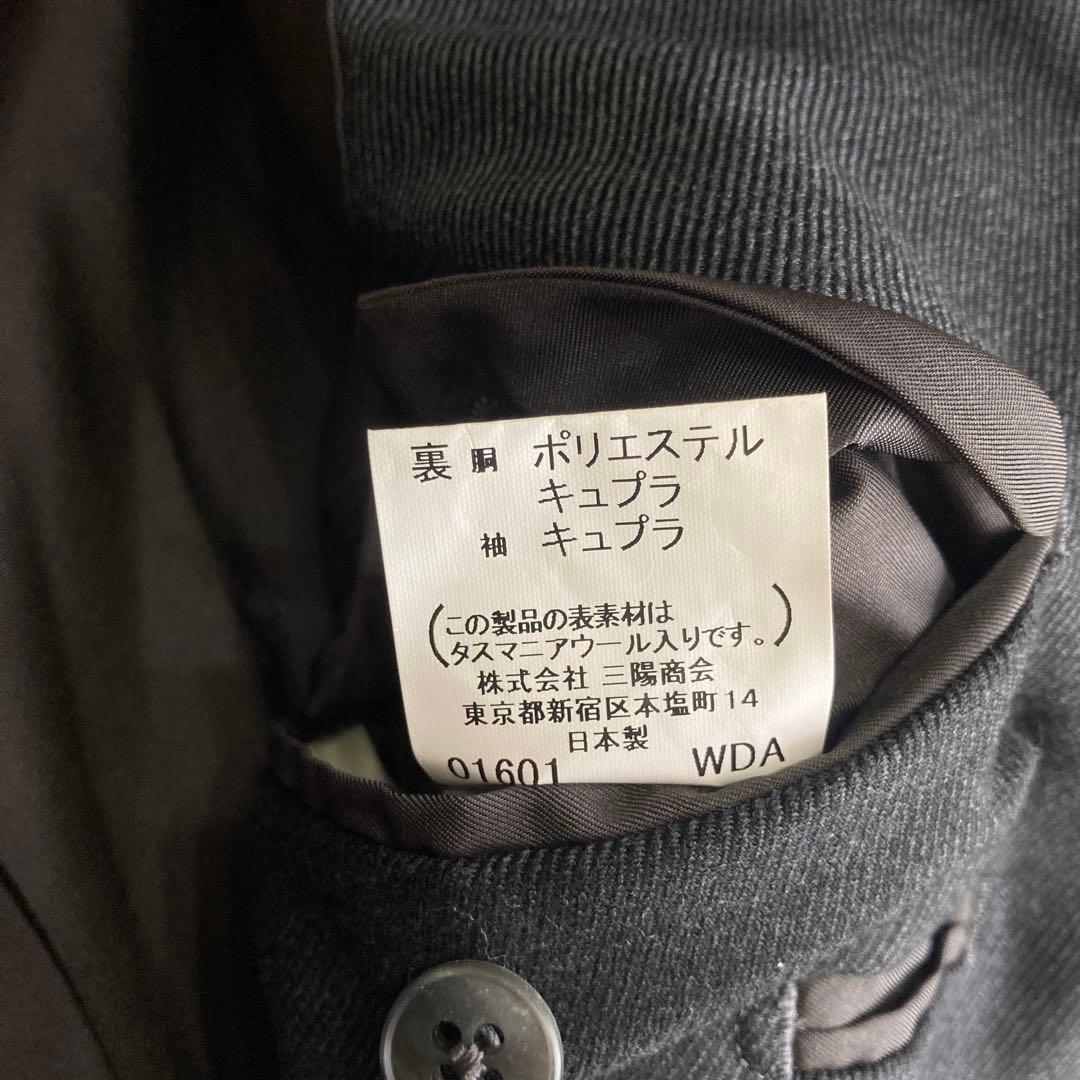 裏 胴 ポリエステル
キュプラ
袖 キュプラ
(この製品の表素材は
タスマニアウール入りです。)
株式会社 三陽商会
東京都新宿区本塩町14
日本製
01601 WDA